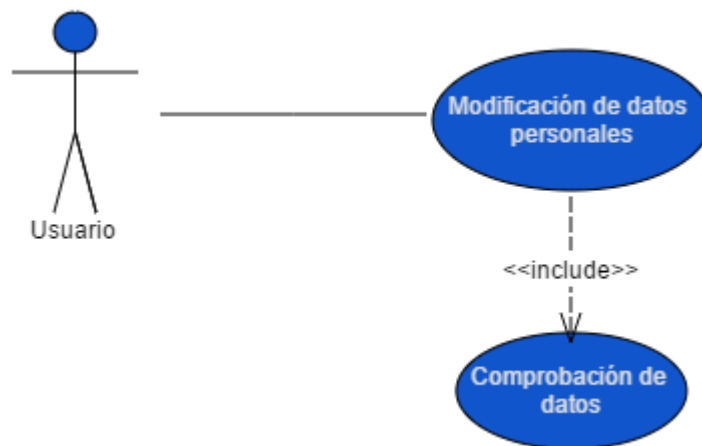 Modificación de datos
personales
Usuario
<<include>>
Comprobación de
datos